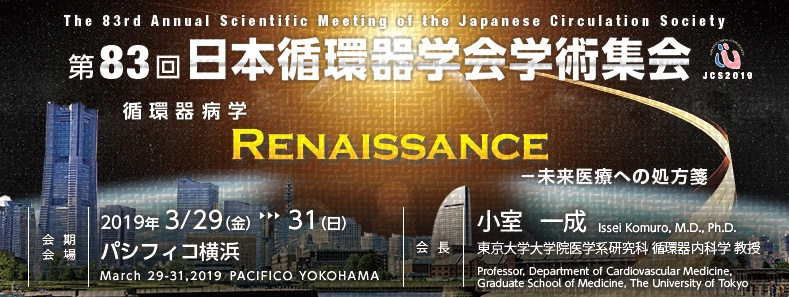 The 83rd Annual Scientific Meeting of the Japanese Circulation Society
第83回 日本循環器学会学術集会
JCS2019
循環器病学
RENAISSANCE
－未来医療への処方箋
会期
会場
2019年 3/29(金) ▸▸▸ 31(日)
パシフィコ横浜
March 29-31,2019 PACIFICO YOKOHAMA
会長
小室 一成 Issei Komuro, M.D., Ph.D.
東京大学大学院医学系研究科 循環器内科学 教授
Professor, Department of Cardiovascular Medicine,
Graduate School of Medicine, The University of Tokyo